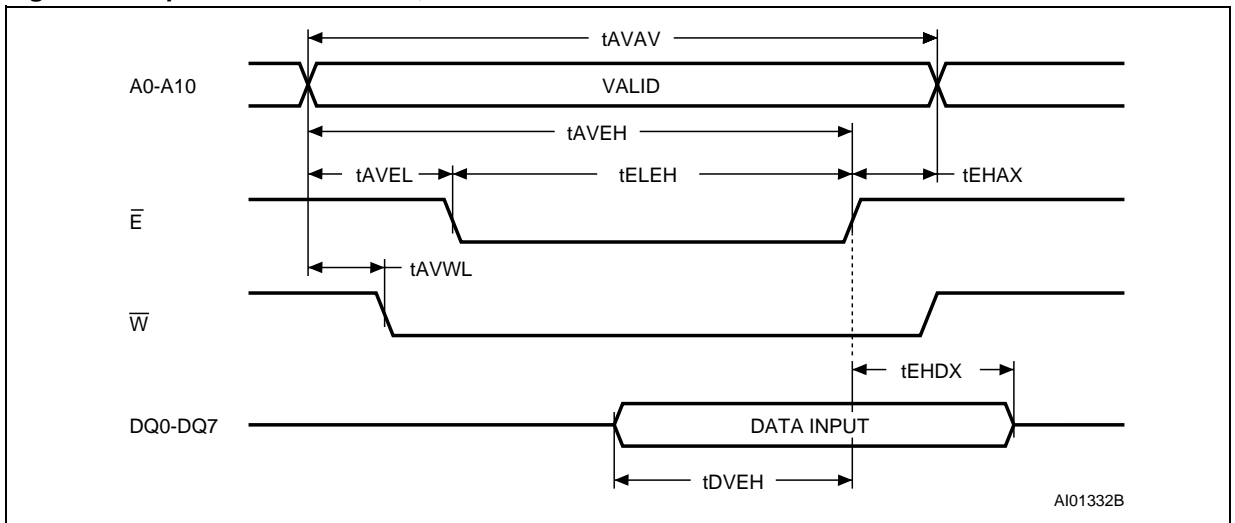 tAVAV
A0-A10
VALID
tAVEH
tAVEL
tELEH
tEHAX
E̅
tAVWL
W̅
tEHDX
DQ0-DQ7
DATA INPUT
tDVEH
AI01332B